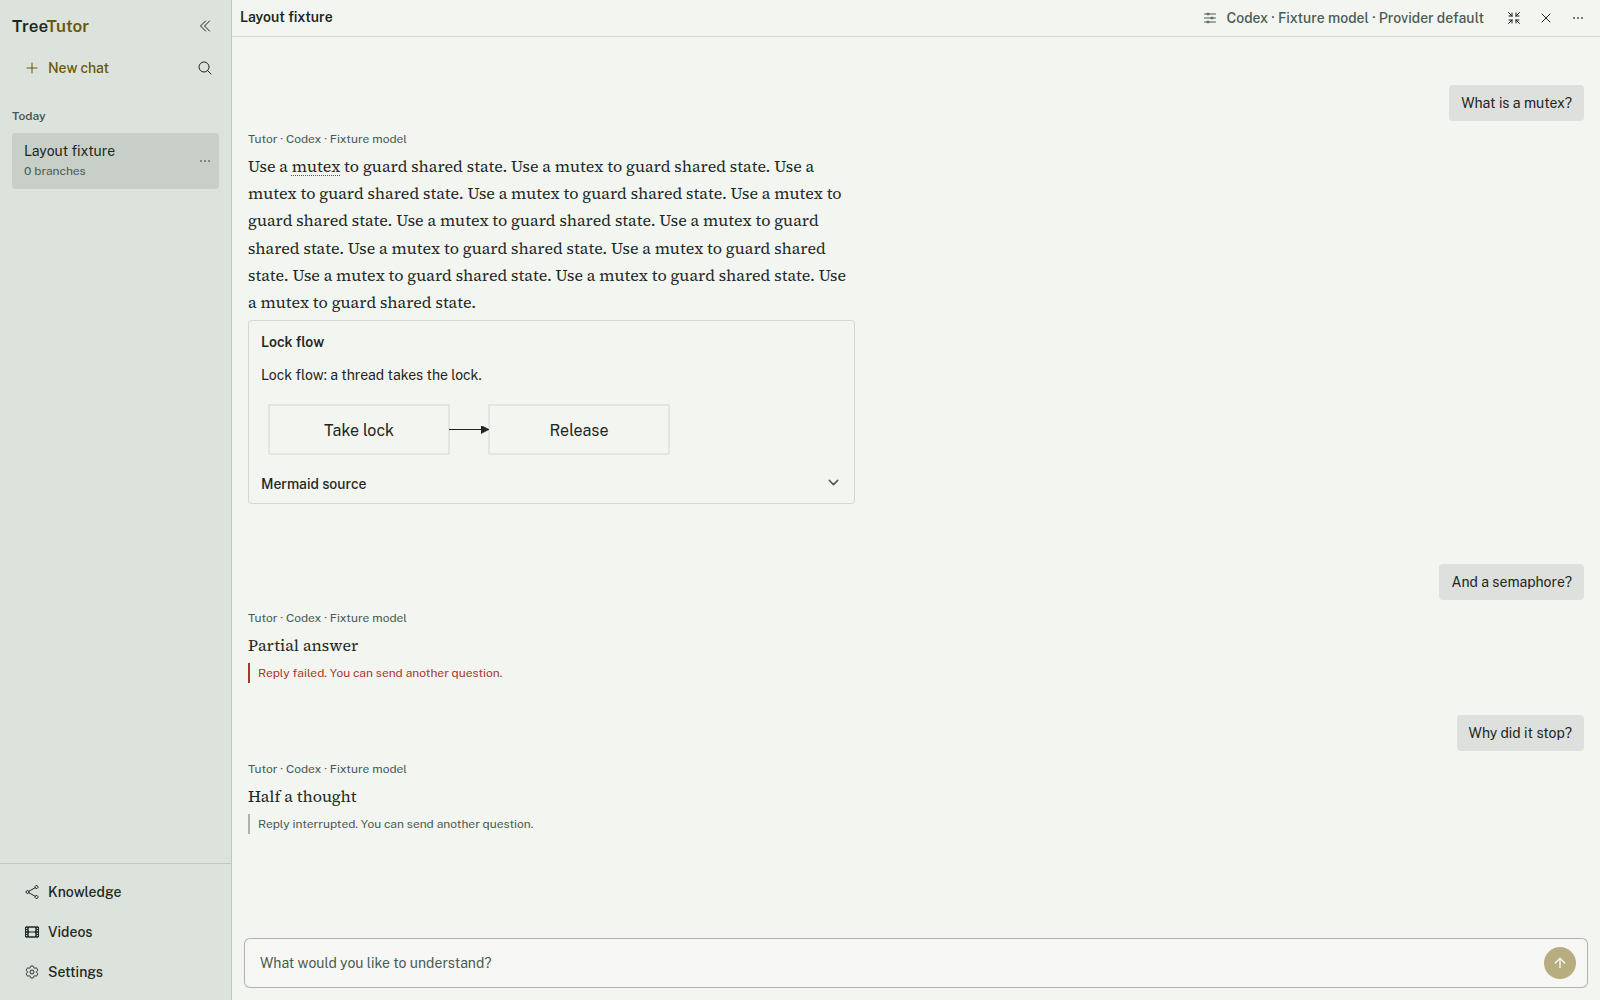 TreeTutor
New chat
Today
Layout fixture
0 branches
Knowledge
Videos
Settings
Layout fixture
Codex · Fixture model · Provider default
What is a mutex?
Tutor · Codex · Fixture model
Use a mutex to guard shared state. Use a mutex to guard shared state. Use a
mutex to guard shared state. Use a mutex to guard shared state. Use a mutex to
guard shared state. Use a mutex to guard shared state. Use a mutex to guard
shared state. Use a mutex to guard shared state. Use a mutex to guard shared
state. Use a mutex to guard shared state. Use a mutex to guard shared state. Use
a mutex to guard shared state.
Lock flow
Lock flow: a thread takes the lock.
Take lock
Release
Mermaid source
And a semaphore?
Tutor · Codex · Fixture model
Partial answer
Reply failed. You can send another question.
Why did it stop?
Tutor · Codex · Fixture model
Half a thought
Reply interrupted. You can send another question.
What would you like to understand?